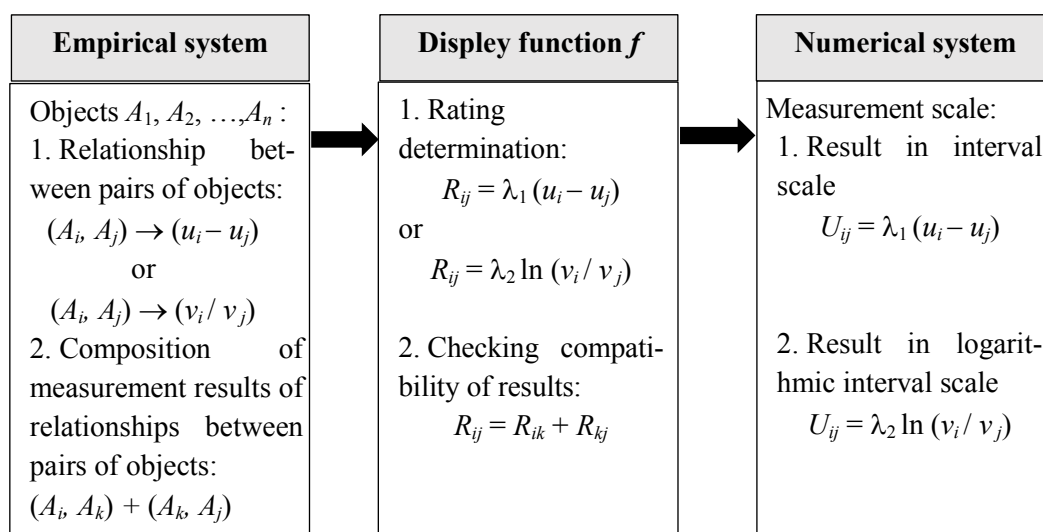 Empirical system
Objects A1, A2, …,An :
1. Relationship bet-
ween pairs of objects:
(Ai, Aj) → (ui – uj)
or
(Ai, Aj) → (vi / vj)
2. Composition of
measurement results of
relationships between
pairs of objects:
(Ai, Ak) + (Ak, Aj)
Display function f
1. Rating
determination:
Rij = λ1 (ui – uj)
or
Rij = λ2 ln (vi / vj)
2. Checking compati-
bility of results:
Rij = Rik + Rkj
Numerical system
Measurement scale:
1. Result in interval
scale
Uij = λ1 (ui – uj)
2. Result in logarit-
hmic interval scale
Uij = λ2 ln (vi / vj)